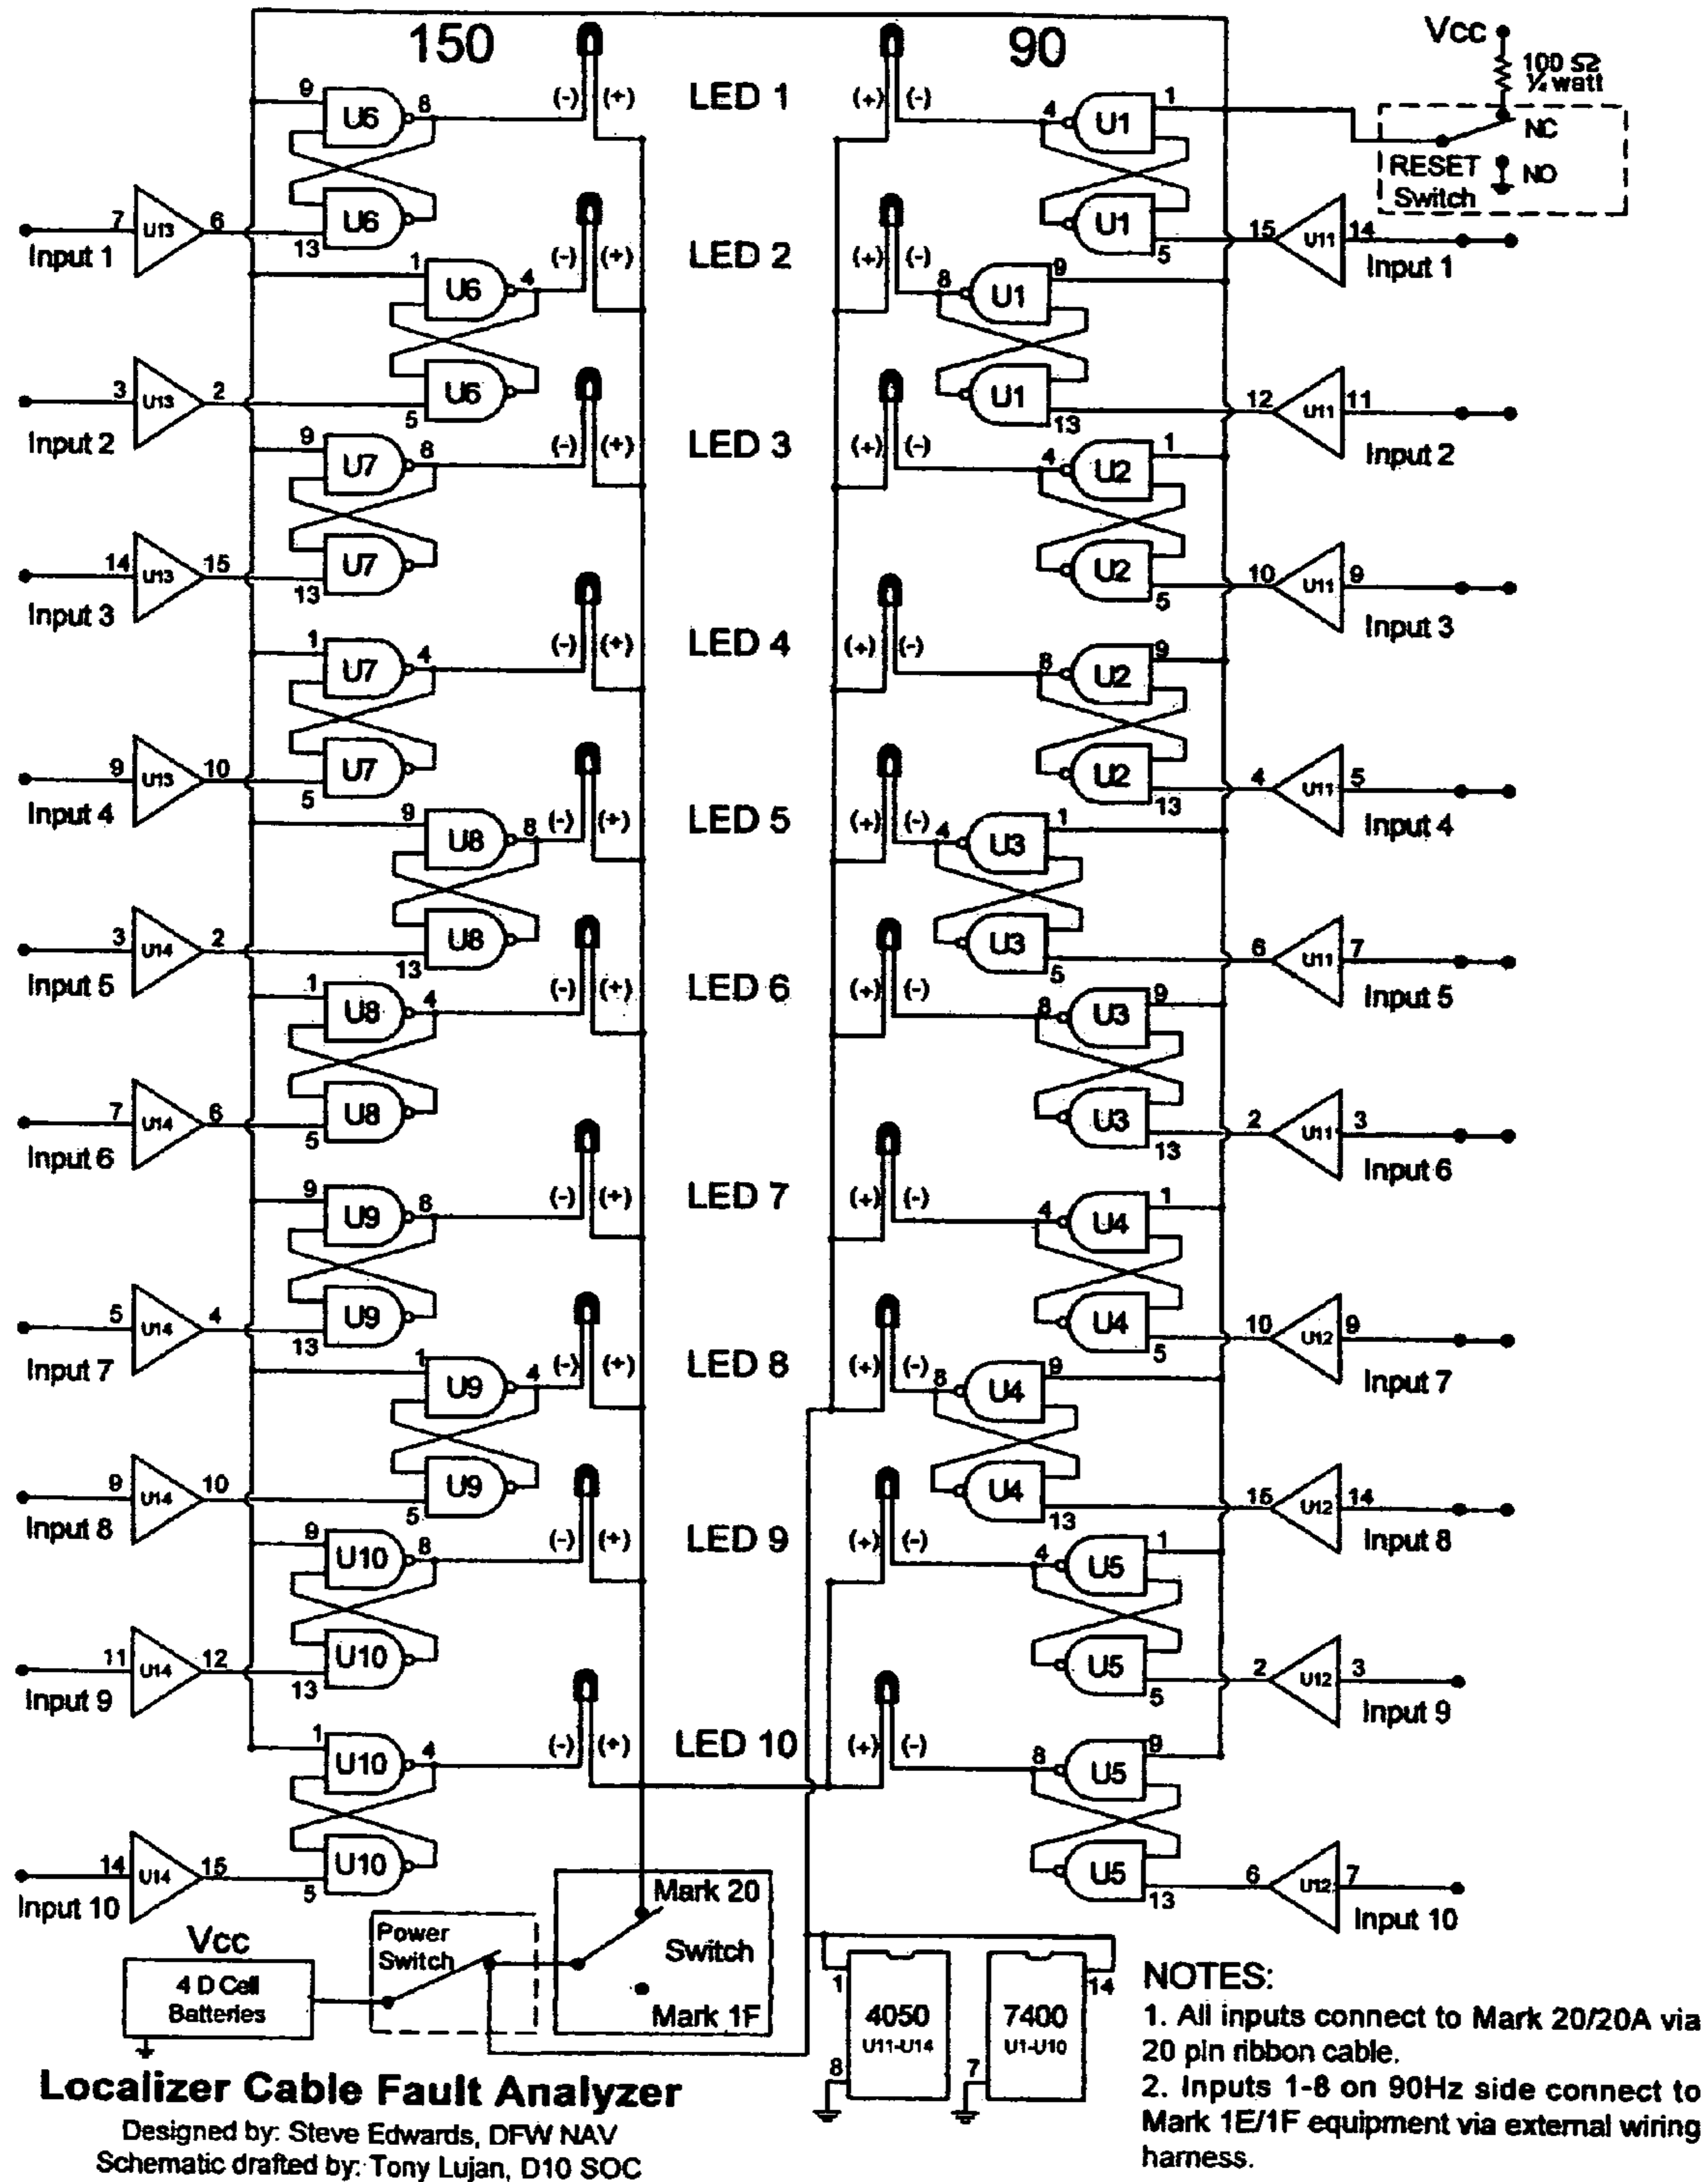 150
90
Vcc
100 Ω
¼ watt
NC
RESET
Switch
NO
9 U6 8 (-) (+) LED 1 (+) (-) 4 U1 1
7 U13 6 13 U6 U1 5 15 U11 14
Input 1 Input 1
1 U6 4 (-) (+) LED 2 (+) (-) 8 U1 9
3 U13 2 5 U6 U1 13 12 U11 11
Input 2 Input 2
9 U7 8 (-) (+) LED 3 (+) (-) 4 U2 1
14 U13 15 13 U7 U2 5 10 U11 9
Input 3 Input 3
1 U7 4 (-) (+) LED 4 (+) (-) 8 U2 9
9 U13 10 5 U7 U2 13 4 U11 5
Input 4 Input 4
9 U8 8 (-) (+) LED 5 (+) (-) 4 U3 1
3 U14 2 13 U8 U3 5 6 U11 7
Input 5 Input 5
1 U8 4 (-) (+) LED 6 (+) (-) 8 U3 9
7 U14 6 5 U8 U3 13 2 U11 3
Input 6 Input 6
9 U9 8 (-) (+) LED 7 (+) (-) 4 U4 1
5 U14 4 13 U9 U4 5 10 U12 9
Input 7 Input 7
1 U9 4 (-) (+) LED 8 (+) (-) 8 U4 9
9 U14 10 5 U9 U4 13 15 U12 14
Input 8 Input 8
9 U10 8 (-) (+) LED 9 (+) (-) 4 U5 1
11 U14 12 13 U10 U5 5 2 U12 3
Input 9 Input 9
1 U10 4 (-) (+) LED 10 (+) (-) 8 U5 9
14 U14 15 5 U10 U5 13 6 U12 7
Input 10 Input 10
Vcc
4 D Cell
Batteries
Power
Switch
Mark 20
Switch
Mark 1F
1
4050
U11-U14
8
14
7400
U1-U10
7
NOTES:
1. All inputs connect to Mark 20/20A via
20 pin ribbon cable.
2. Inputs 1-8 on 90Hz side connect to
Mark 1E/1F equipment via external wiring
harness.
Localizer Cable Fault Analyzer
Designed by: Steve Edwards, DFW NAV
Schematic drafted by: Tony Lujan, D10 SOC